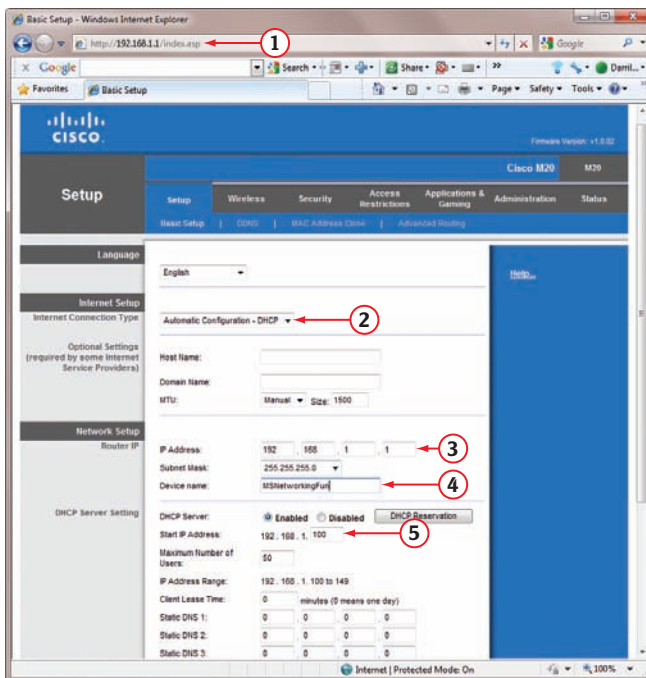 Basic Setup - Windows Internet Explorer
http://192.168.1.1/index.asp
1
Google
Google
Search
Share
Darril...
Favorites
Basic Setup
Page
Safety
Tools
CISCO
Firmware Version: v1.0.02
Cisco M20
M20
Setup
Setup
Wireless
Security
Access Restrictions
Applications & Gaming
Administration
Status
Basic Setup | DDNS | MAC Address Clone | Advanced Routing
Language
English
Help...
Internet Setup
Internet Connection Type
Automatic Configuration - DHCP
2
Optional Settings
(required by some Internet
Service Providers)
Host Name:
Domain Name:
MTU:
Manual
Size: 1500
Network Setup
Router IP
IP Address:
192 . 168 . 1 . 1
3
Subnet Mask:
255.255.255.0
Device name:
MSNetworkingFun
4
DHCP Server Setting
DHCP Server:
Enabled
Disabled
DHCP Reservation
Start IP Address:
192 . 168 . 1. 100
5
Maximum Number of
Users:
50
IP Address Range:
192 . 168 . 1. 100 to 149
Client Lease Time:
0 minutes (0 means one day)
Static DNS 1:
0 . 0 . 0 . 0
Static DNS 2:
0 . 0 . 0 . 0
Static DNS 3:
0 . 0 . 0 . 0
Internet | Protected Mode: On
100%